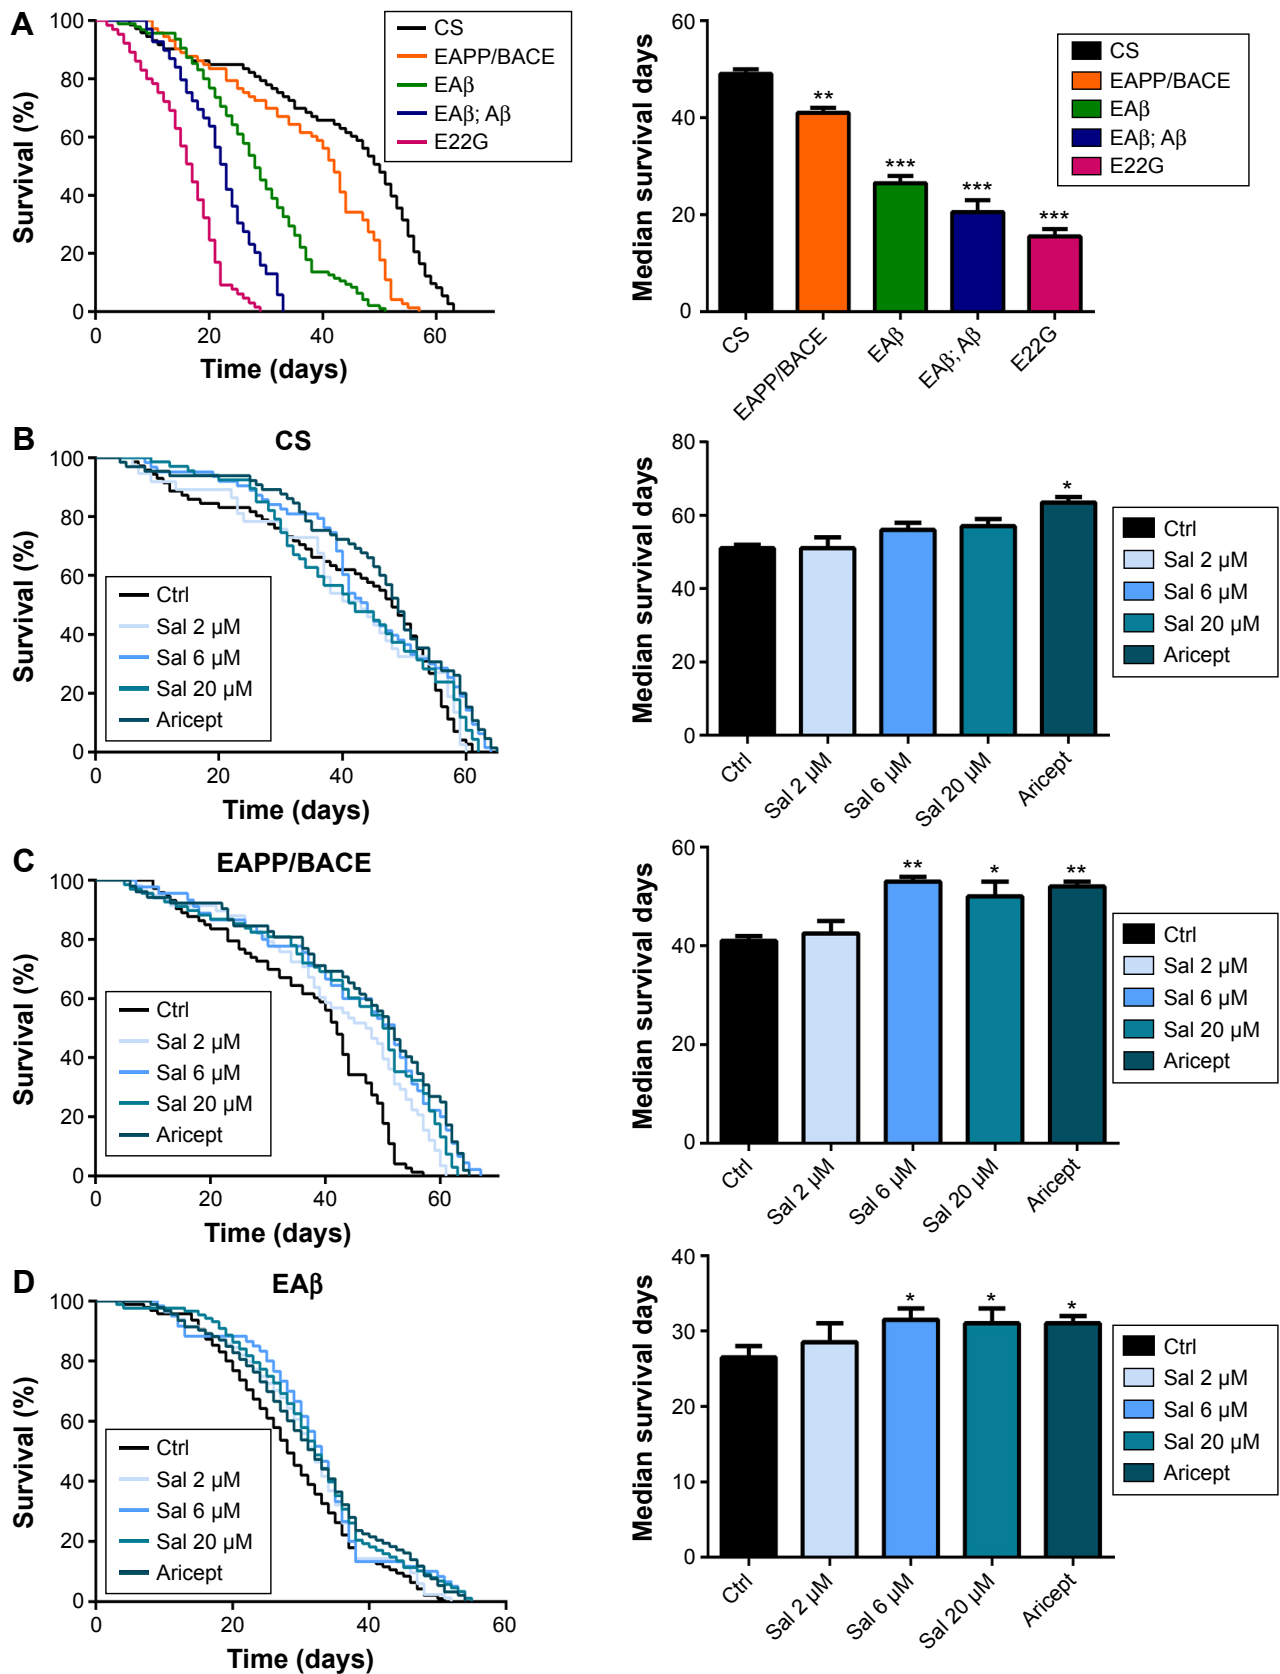 A
Survival (%)
100
80
60
40
20
0
0
20
40
60
Time (days)
CS
EAPP/BACE
EAβ
EAβ; Aβ
E22G
Median survival days
60
40
20
0
**
***
***
***
CS
EAPP/BACE
EAβ
EAβ; Aβ
E22G
CS
EAPP/BACE
EAβ
EAβ; Aβ
E22G
B
CS
Survival (%)
100
80
60
40
20
0
0
20
40
60
Time (days)
Ctrl
Sal 2 µM
Sal 6 µM
Sal 20 µM
Aricept
Median survival days
80
60
40
20
0
*
Ctrl
Sal 2 µM
Sal 6 µM
Sal 20 µM
Aricept
Ctrl
Sal 2 µM
Sal 6 µM
Sal 20 µM
Aricept
C
EAPP/BACE
Survival (%)
100
80
60
40
20
0
0
20
40
60
Time (days)
Ctrl
Sal 2 µM
Sal 6 µM
Sal 20 µM
Aricept
Median survival days
60
40
20
0
**
*
**
Ctrl
Sal 2 µM
Sal 6 µM
Sal 20 µM
Aricept
Ctrl
Sal 2 µM
Sal 6 µM
Sal 20 µM
Aricept
D
EAβ
Survival (%)
100
80
60
40
20
0
0
20
40
60
Time (days)
Ctrl
Sal 2 µM
Sal 6 µM
Sal 20 µM
Aricept
Median survival days
40
30
20
10
0
*
*
*
Ctrl
Sal 2 µM
Sal 6 µM
Sal 20 µM
Aricept
Ctrl
Sal 2 µM
Sal 6 µM
Sal 20 µM
Aricept